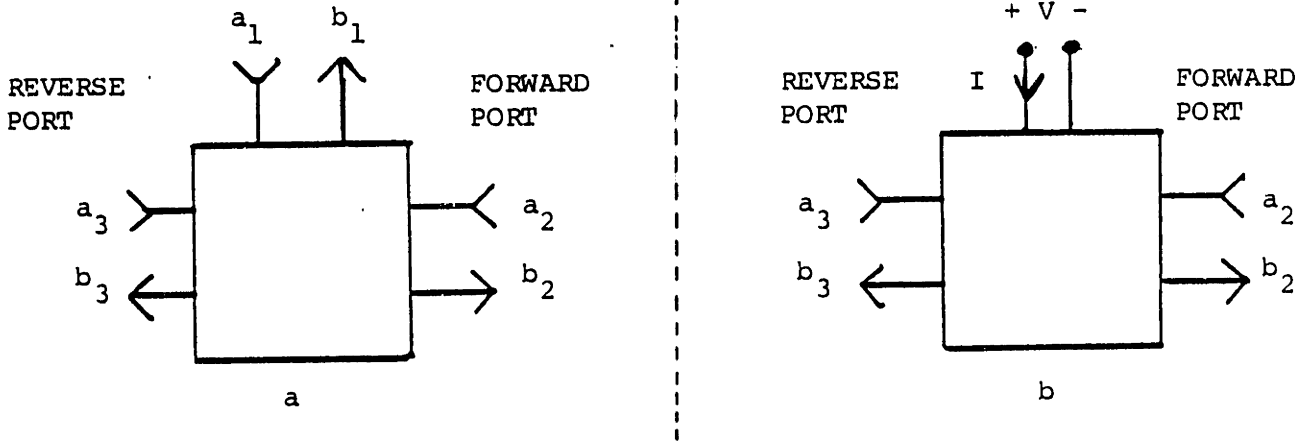 a1 b1
REVERSE
PORT
FORWARD
PORT
a3
a2
b3
b2
a
+ V -
REVERSE
PORT
I
FORWARD
PORT
a3
a2
b3
b2
b